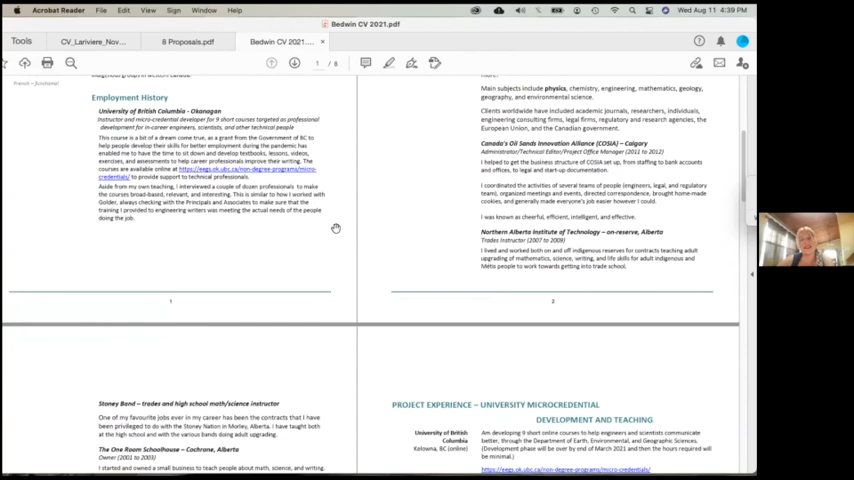 Acrobat Reader File Edit View Sign Window Help
Wed Aug 11 4:39 PM
Bedwin CV 2021.pdf
Tools CV_Lariviere_Nov... 8 Proposals.pdf Bedwin CV 2021.... ×
1 / 8
French – functional
Employment History
University of British Columbia - Okanagan
Instructor and micro-credential developer for 9 short courses targeted as professional
development for in-career engineers, scientists, and other technical people
This course is a bit of a dream come true, as a grant from the Government of BC to
help people develop their skills for better employment during the pandemic has
enabled me to have the time to sit down and develop textbooks, lessons, videos,
exercises, and assessments to help career professionals improve their writing. The
courses are available online at https://eegs.ok.ubc.ca/non-degree-programs/micro-
credentials/ to provide support to technical professionals.
Aside from my own teaching, I interviewed a couple of dozen professionals to make
the courses broad-based, relevant, and interesting. This is similar to how I worked with
Golder, always checking with the Principals and Associates to make sure that the
training I provided to engineering writers was meeting the actual needs of the people
doing the job.
1
more.
Main subjects include physics, chemistry, engineering, mathematics, geology,
geography, and environmental science.
Clients worldwide have included academic journals, researchers, individuals,
engineering consulting firms, legal firms, regulatory and research agencies, the
European Union, and the Canadian government.
Canada's Oil Sands Innovation Alliance (COSIA) – Calgary
Administrator/Technical Editor/Project Office Manager (2011 to 2012)
I helped to get the business structure of COSIA set up, from staffing to bank accounts
and offices, to legal and start-up documentation.
I coordinated the activities of several teams of people (engineers, legal, and regulatory
team), organized meetings and events, directed correspondence, brought home-made
cookies, and generally made everyone's job easier however I could.
I was known as cheerful, efficient, intelligent, and effective.
Northern Alberta Institute of Technology – on-reserve, Alberta
Trades Instructor (2007 to 2009)
I lived and worked both on and off indigenous reserves for contracts teaching adult
upgrading of mathematics, science, writing, and life skills for adult indigenous and
Métis people to work towards getting into trade school.
2
Stoney Band – trades and high school math/science instructor
One of my favourite jobs ever in my career has been the contracts that I have
been privileged to do with the Stoney Nation in Morley, Alberta. I have taught both
at the high school and with the various bands doing adult upgrading.
The One Room Schoolhouse – Cochrane, Alberta
Owner (2001 to 2003)
I started and owned a small business to teach people about math, science, and writing.
PROJECT EXPERIENCE – UNIVERSITY MICROCREDENTIAL
DEVELOPMENT AND TEACHING
University of British
Columbia
Kelowna, BC (online)
Am developing 9 short online courses to help engineers and scientists communicate
better, through the Department of Earth, Environmental, and Geographic Sciences.
(Development phase will be over by end of March 2021 and then the hours required will
be minimal.)
https://eegs.ok.ubc.ca/non-degree-programs/micro-credentials/